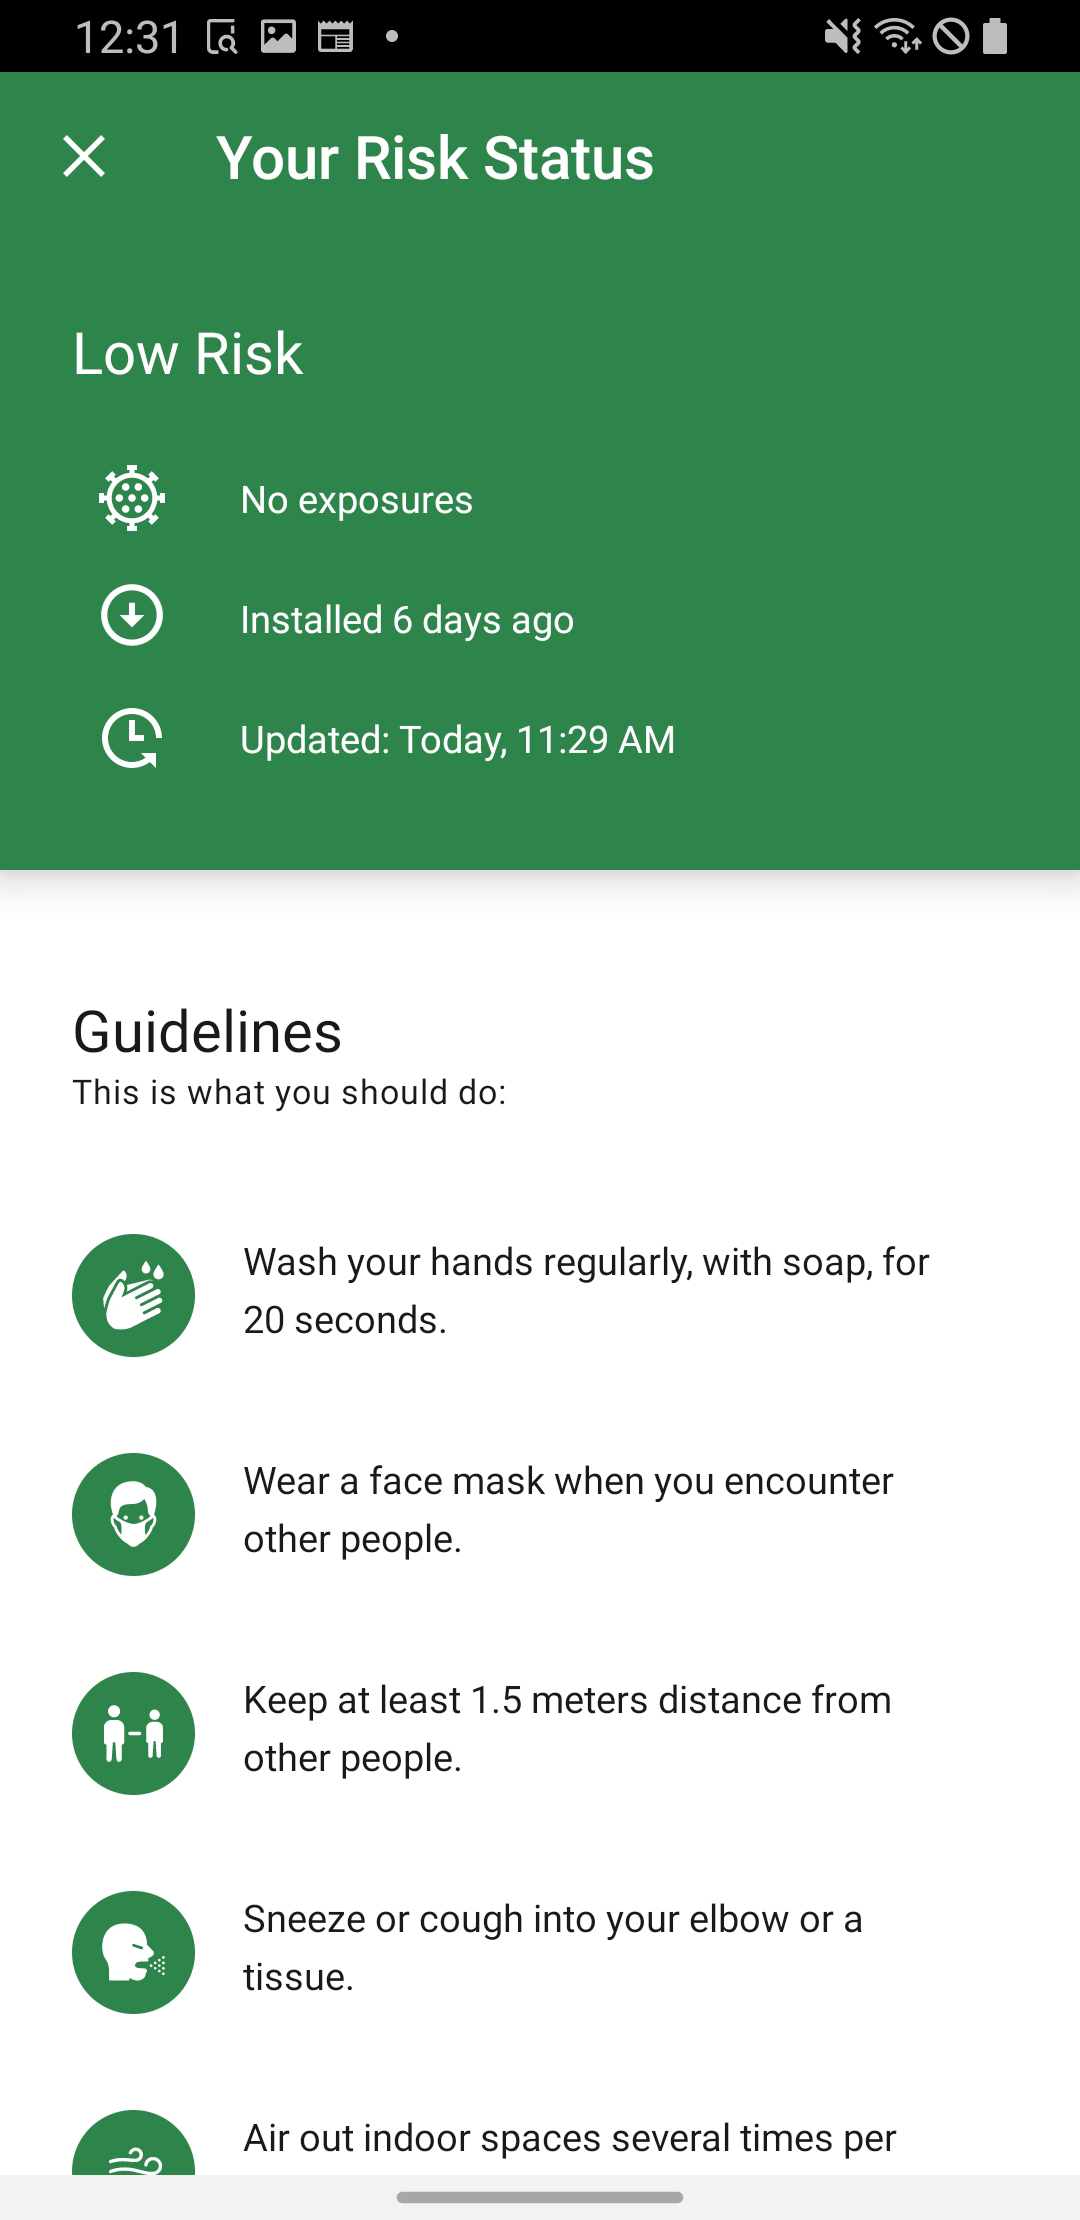 12:31
Your Risk Status
Low Risk
No exposures
Installed 6 days ago
Updated: Today, 11:29 AM
Guidelines
This is what you should do:
Wash your hands regularly, with soap, for
20 seconds.
Wear a face mask when you encounter
other people.
Keep at least 1.5 meters distance from
other people.
Sneeze or cough into your elbow or a
tissue.
Air out indoor spaces several times per